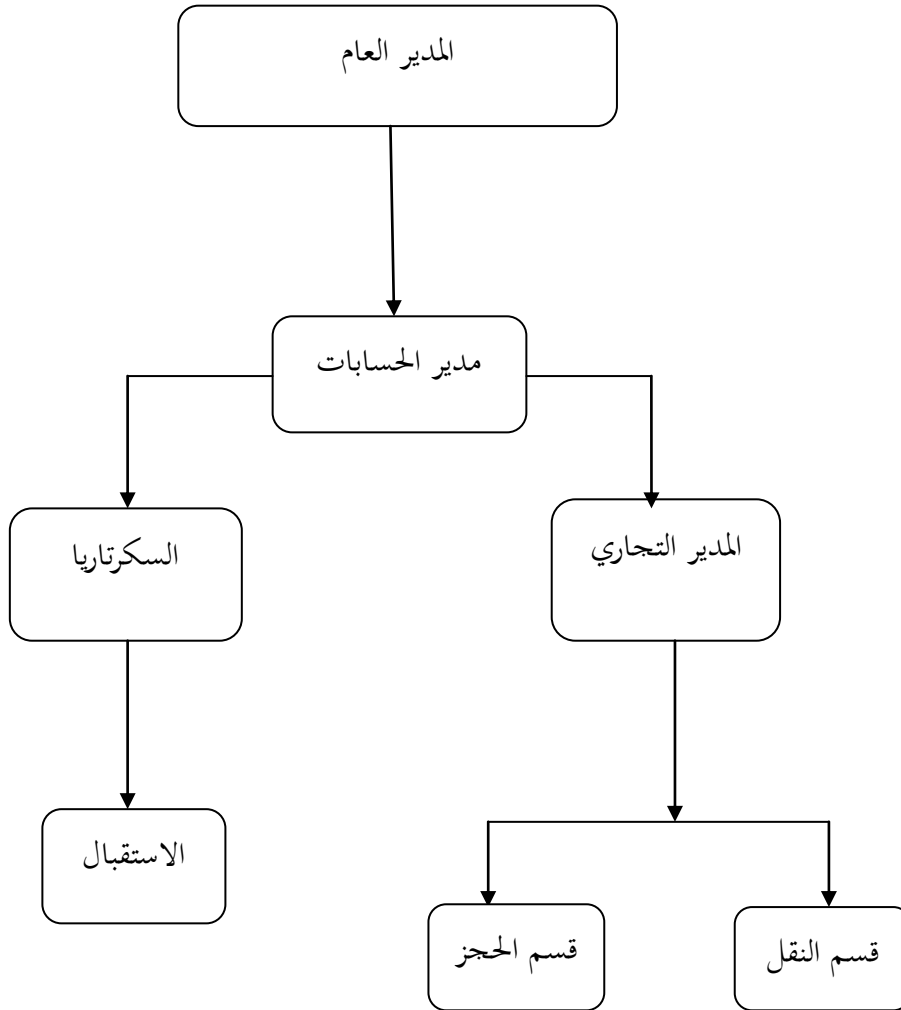 المدير العام
مدير الحسابات
المدير التجاري
السكرتاريا
الاستقبال
قسم النقل
قسم الحجز